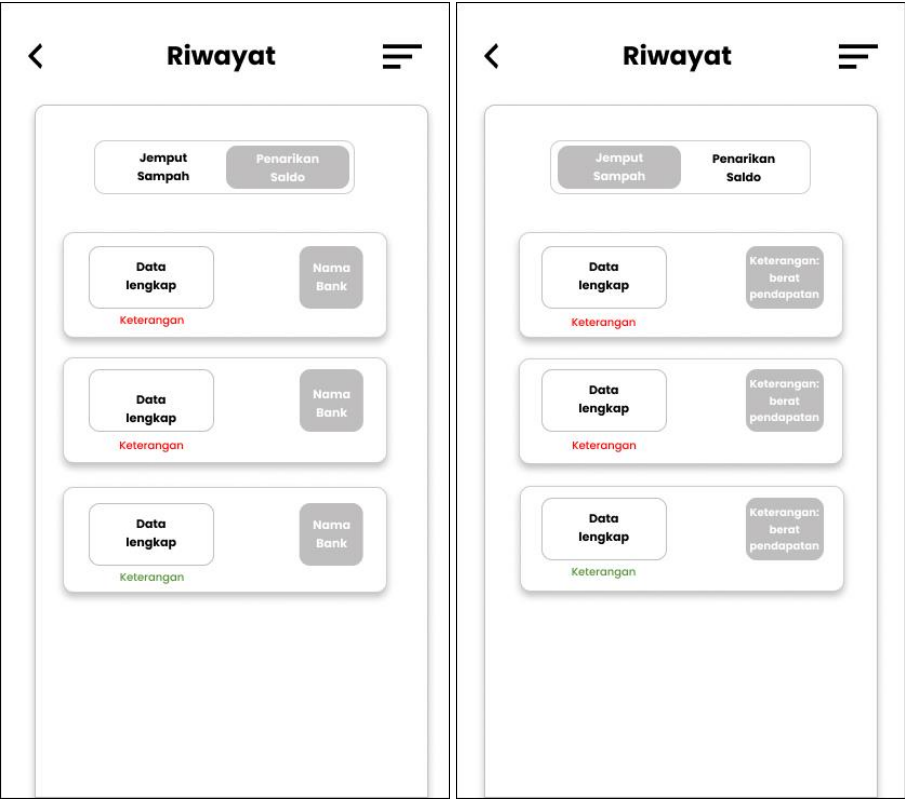 Riwayat
Jemput
Sampah
Penarikan
Saldo
Data
lengkap
Nama
Bank
Keterangan
Data
lengkap
Nama
Bank
Keterangan
Data
lengkap
Nama
Bank
Keterangan
Riwayat
Jemput
Sampah
Penarikan
Saldo
Data
lengkap
Keterangan:
berat
pendapatan
Keterangan
Data
lengkap
Keterangan:
berat
pendapatan
Keterangan
Data
lengkap
Keterangan:
berat
pendapatan
Keterangan